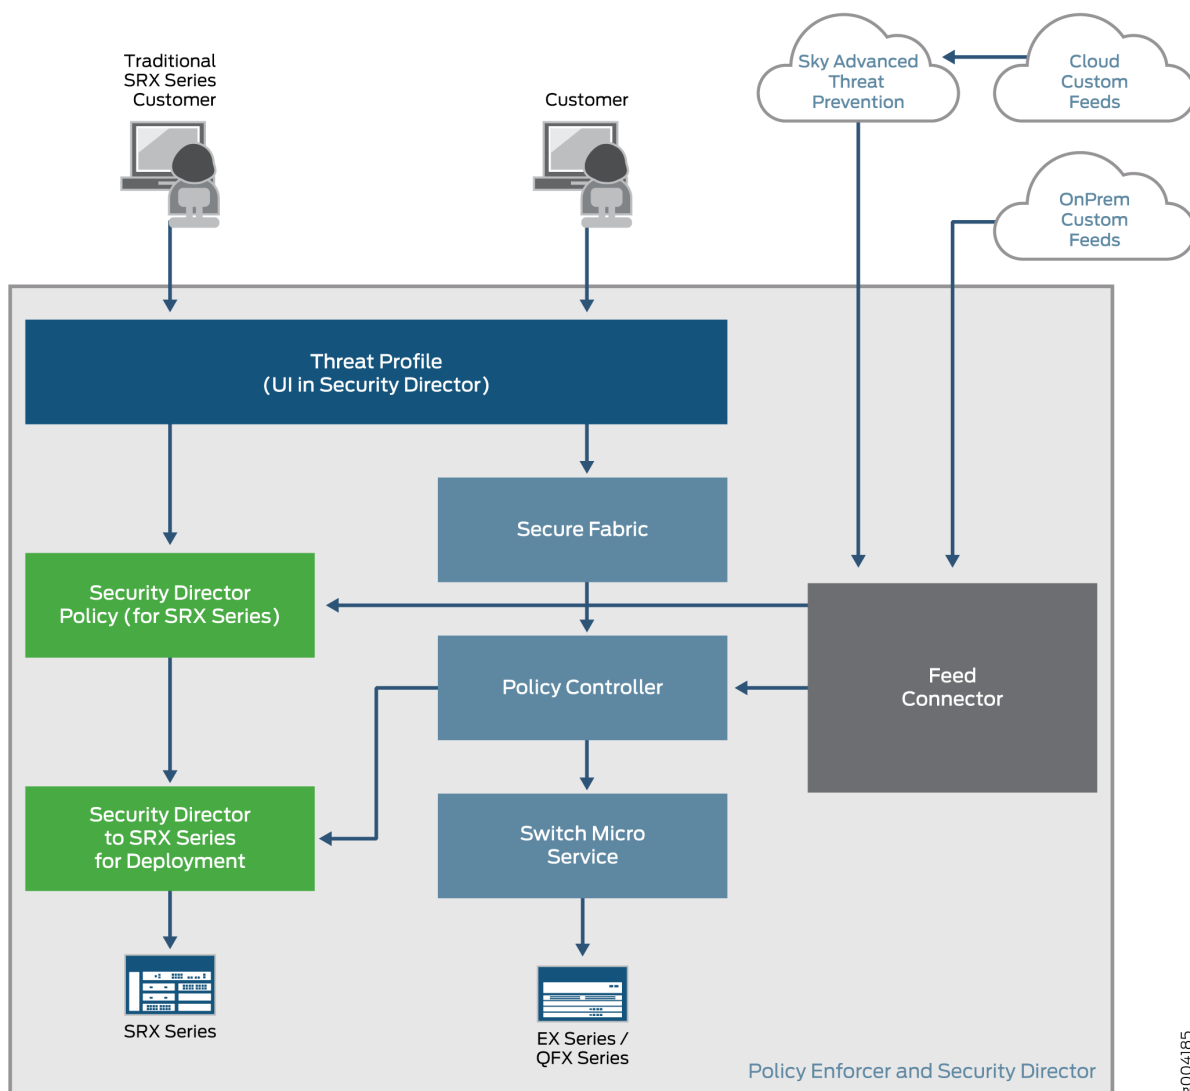 Traditional
SRX Series
Customer
Customer
Sky Advanced
Threat
Prevention
Cloud
Custom
Feeds
OnPrem
Custom
Feeds
Threat Profile
(UI in Security Director)
Secure Fabric
Security Director
Policy (for SRX Series)
Policy Controller
Feed
Connector
Security Director
to SRX Series
for Deployment
Switch Micro
Service
SRX Series
EX Series /
QFX Series
Policy Enforcer and Security Director
g004185